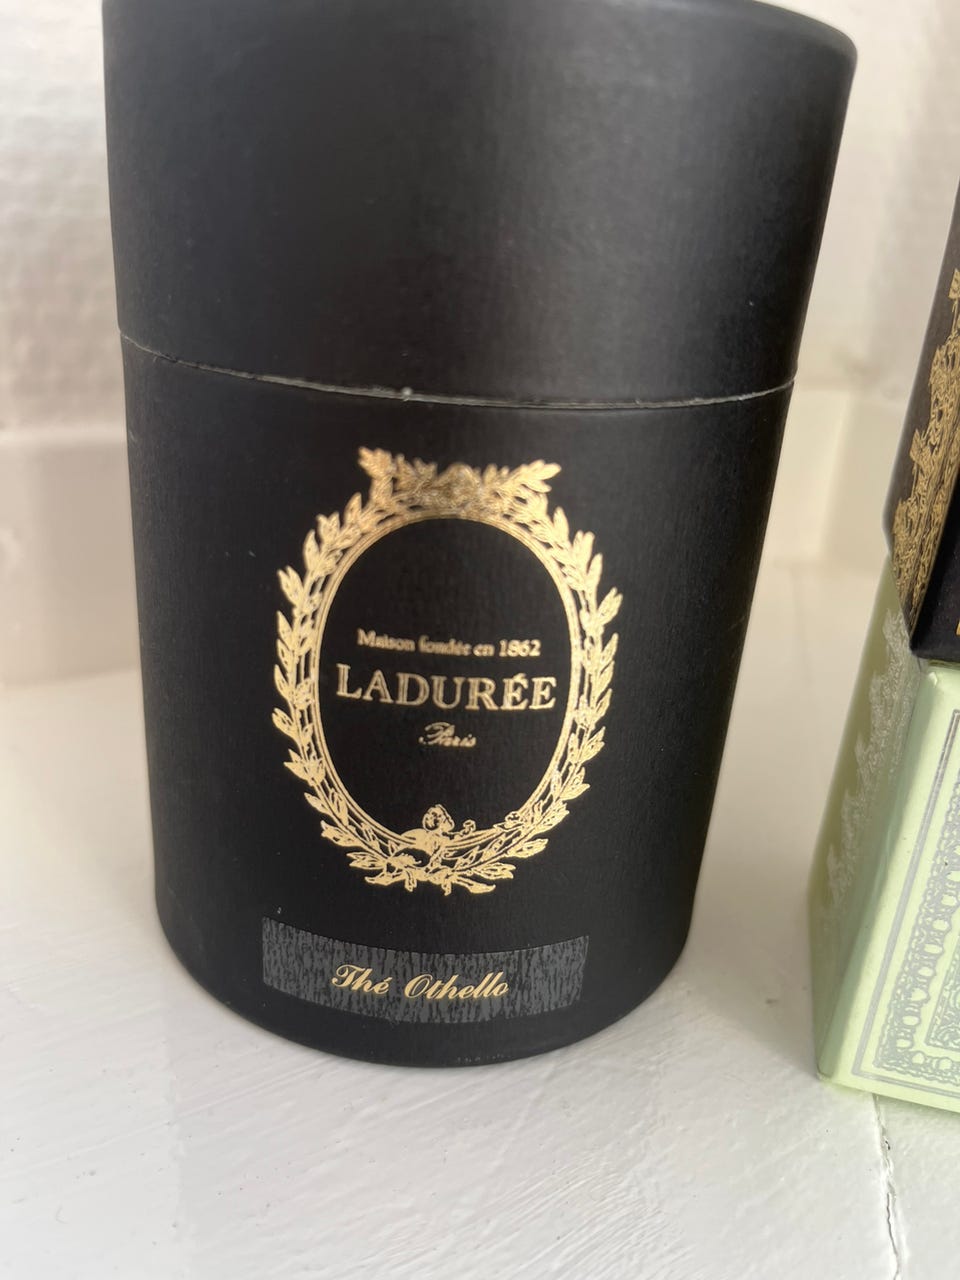 Maison fondée en 1862
LADURÉE
Paris
Thé Othello